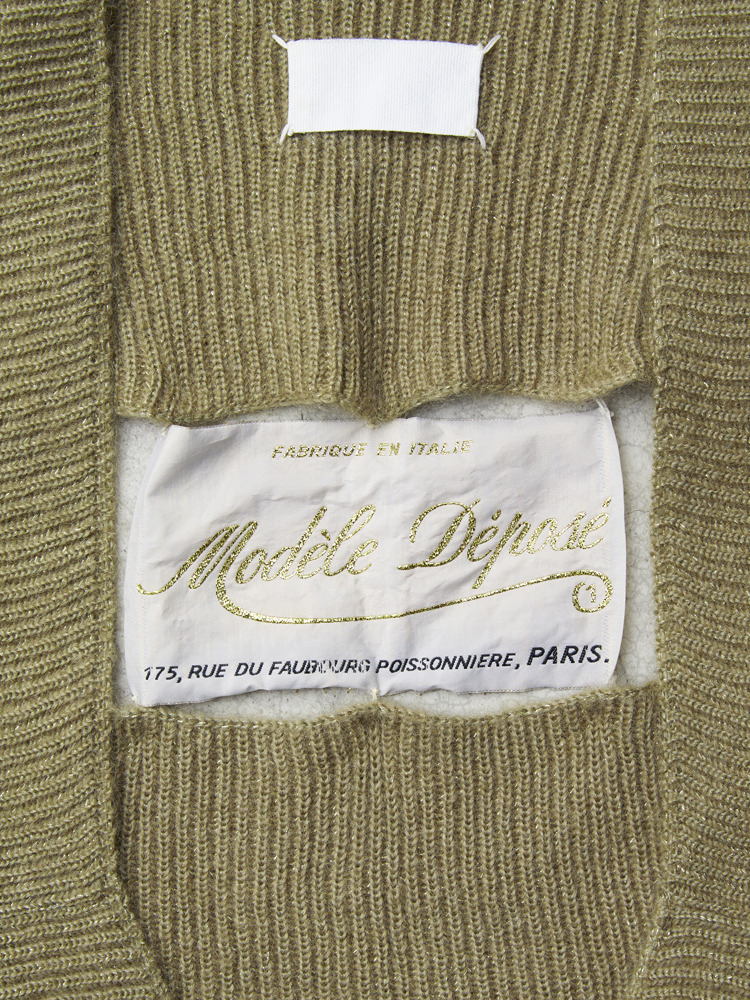 FABRIQUE EN ITALIE
Modèle Déposé
175, RUE DU FAUBOURG POISSONNIERE, PARIS.